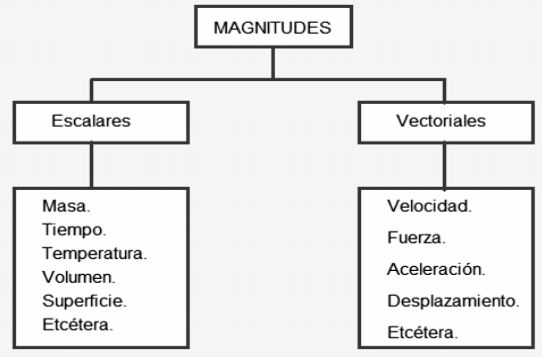 MAGNITUDES
Escalares
Vectoriales
Masa.
Tiempo.
Temperatura.
Volumen.
Superficie.
Etcétera.
Velocidad.
Fuerza.
Aceleración.
Desplazamiento.
Etcétera.